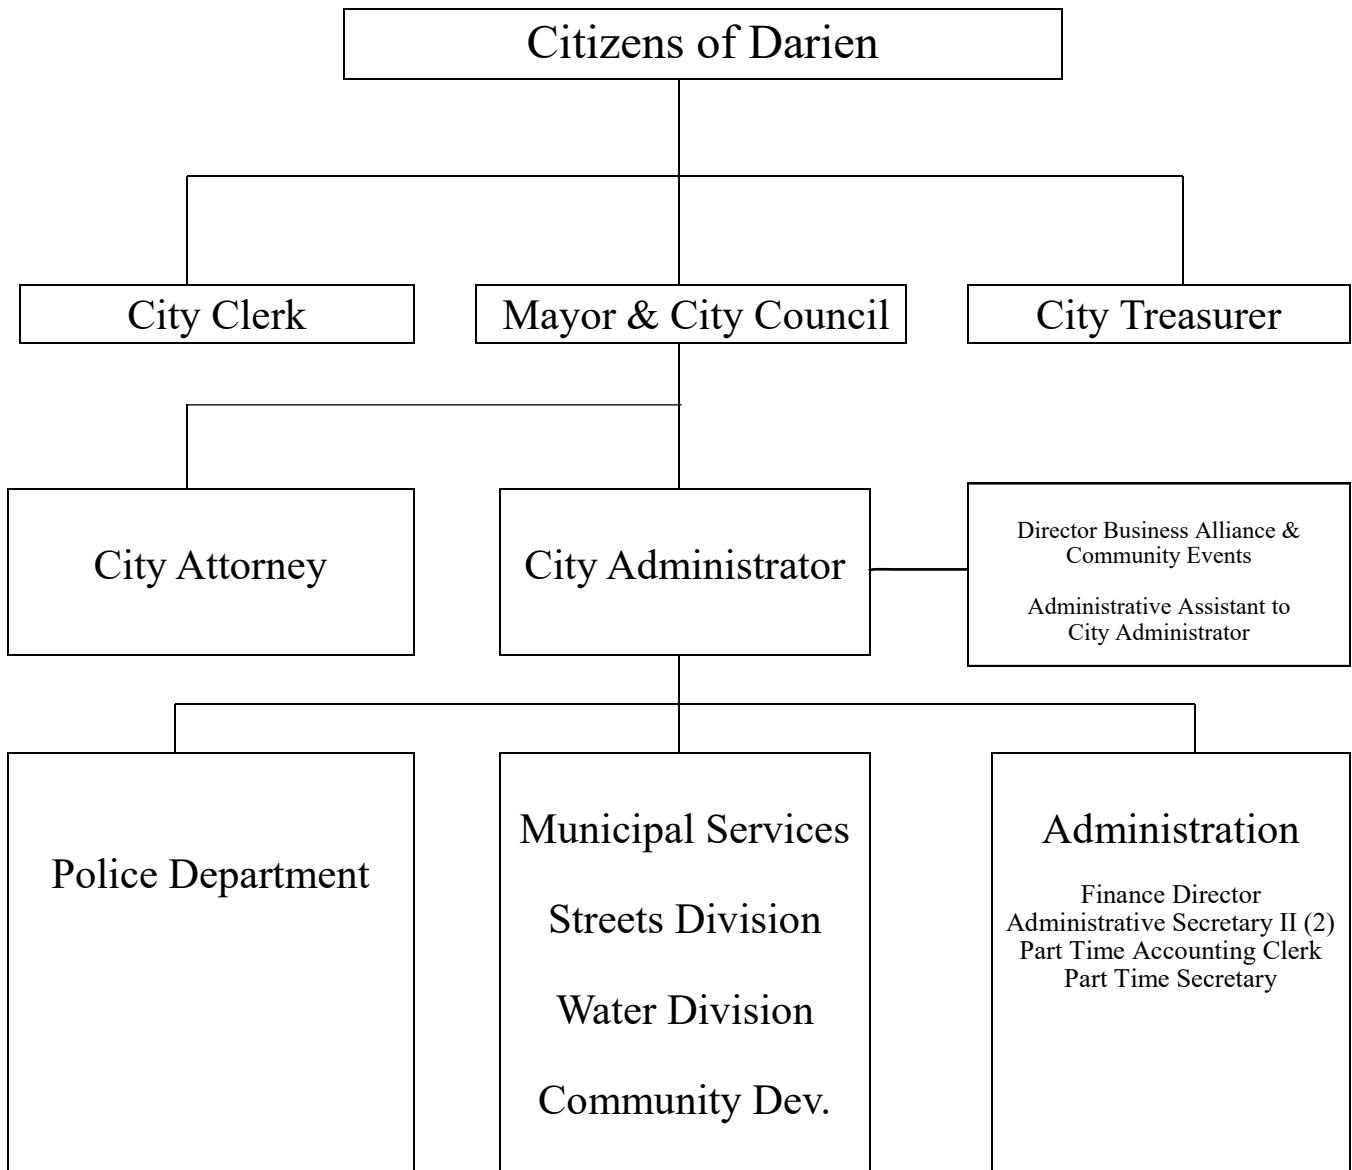 Citizens of Darien
City Clerk
Mayor & City Council
City Treasurer
City Attorney
City Administrator
Director Business Alliance &
Community Events
Administrative Assistant to
City Administrator
Police Department
Municipal Services
Streets Division
Water Division
Community Dev.
Administration
Finance Director
Administrative Secretary II (2)
Part Time Accounting Clerk
Part Time Secretary